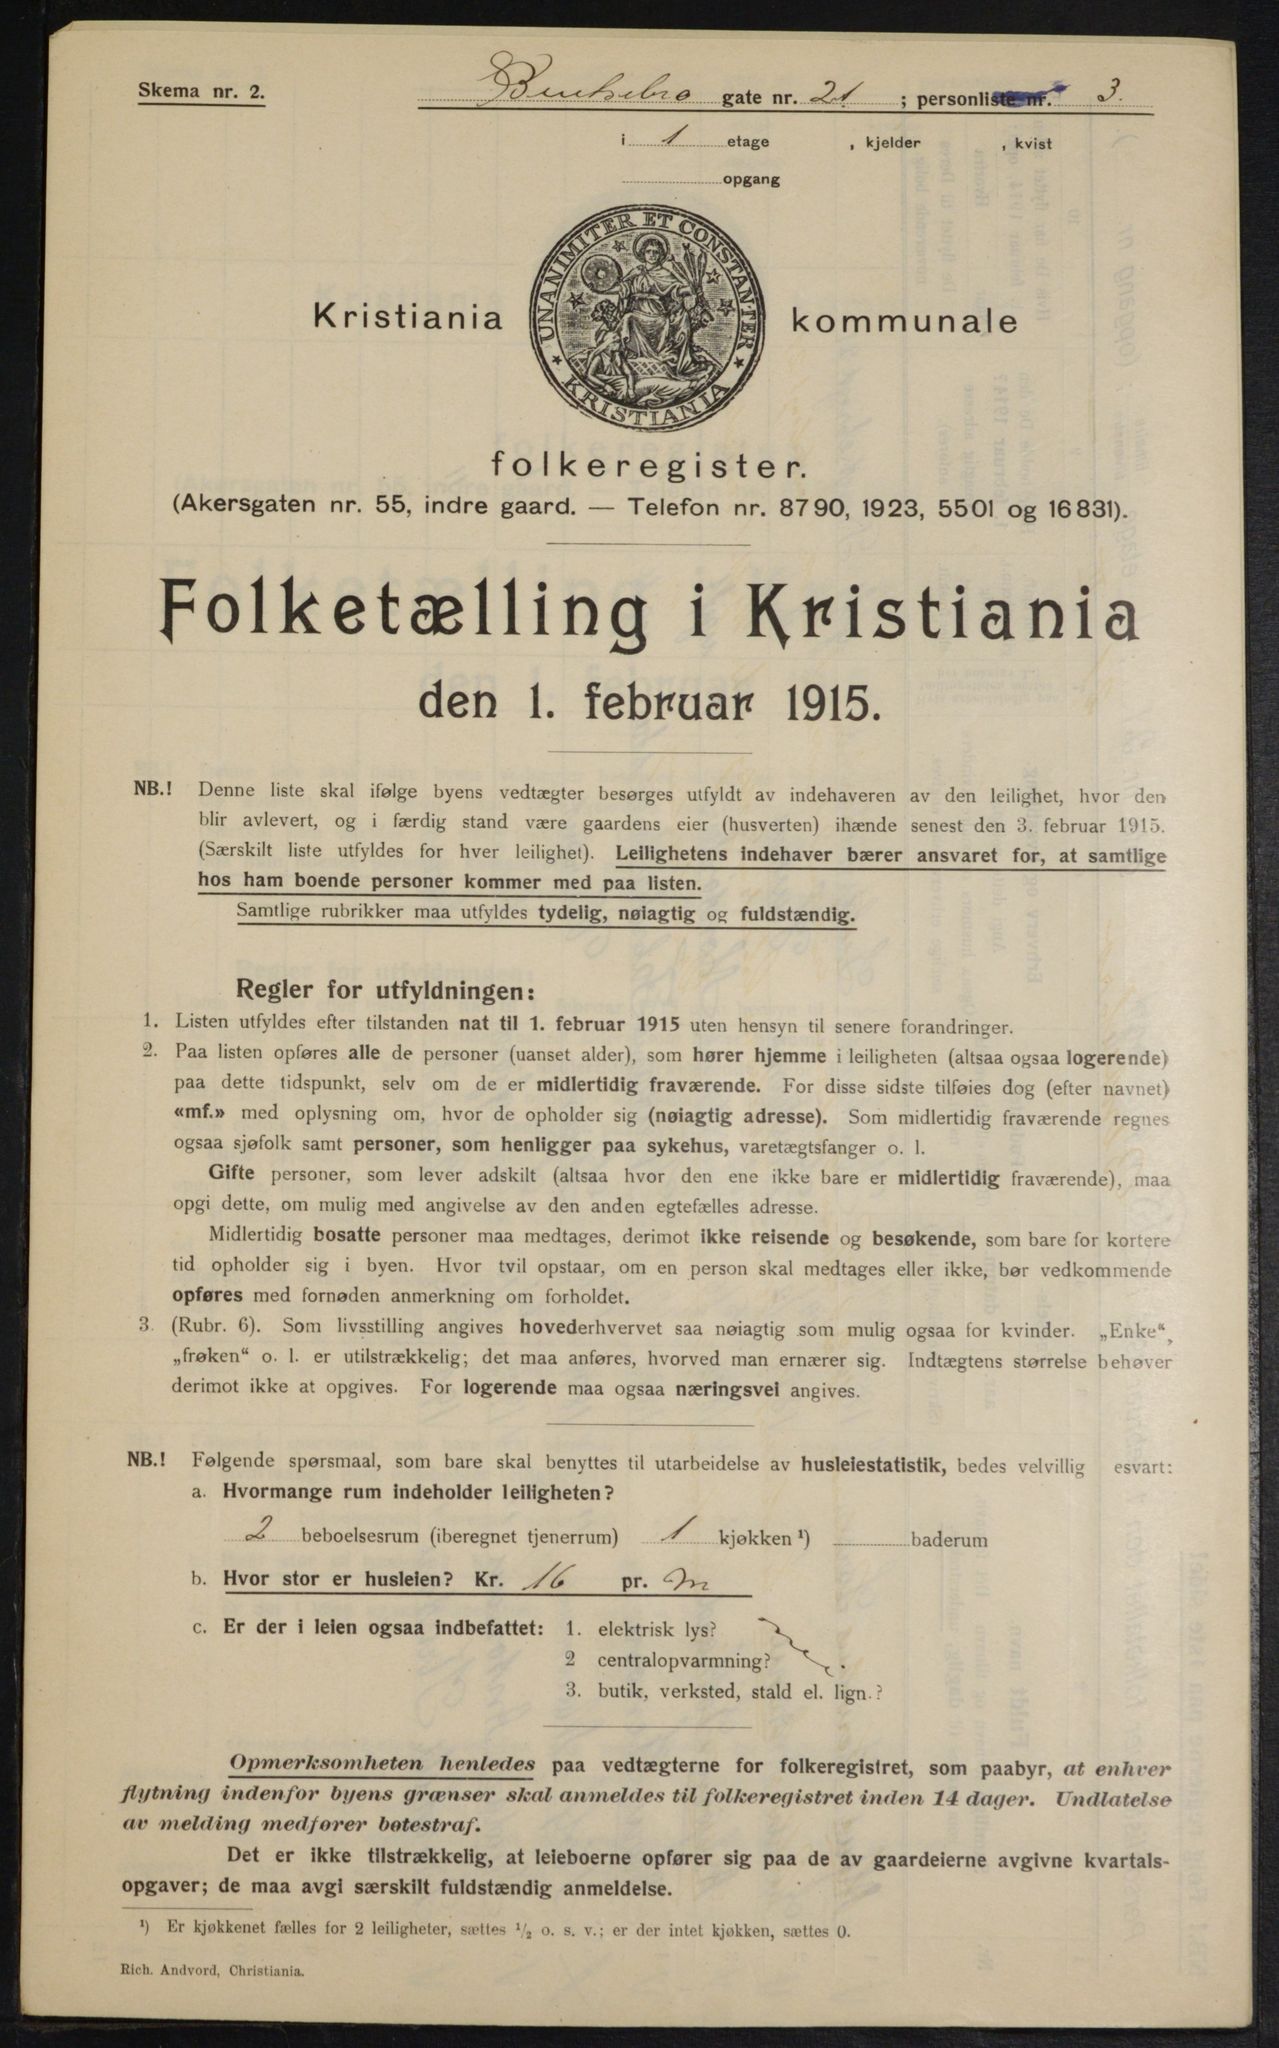 Skema nr. 2.
Bentsebro gate nr. 21 ; personliste nr. 3.
i 1 etage , kjelder , kvist
opgang
UNANIMITER ET CONSTANTER
★ KRISTIANIA ★
Kristiania kommunale
folkeregister.
(Akersgaten nr. 55, indre gaard. — Telefon nr. 8790, 1923, 5501 og 16831).
Folketælling i Kristiania
den 1. februar 1915.
NB.! Denne liste skal ifølge byens vedtægter besørges utfyldt av indehaveren av den leilighet, hvor den
blir avlevert, og i færdig stand være gaardens eier (husverten) ihænde senest den 3. februar 1915.
(Særskilt liste utfyldes for hver leilighet). Leilighetens indehaver bærer ansvaret for, at samtlige
hos ham boende personer kommer med paa listen.
Samtlige rubrikker maa utfyldes tydelig, nøiagtig og fuldstændig.
Regler for utfyldningen:
1. Listen utfyldes efter tilstanden nat til 1. februar 1915 uten hensyn til senere forandringer.
2. Paa listen opføres alle de personer (uanset alder), som hører hjemme i leiligheten (altsaa ogsaa logerende)
paa dette tidspunkt, selv om de er midlertidig fraværende. For disse sidste tilføies dog (efter navnet)
«mf.» med oplysning om, hvor de opholder sig (nøiagtig adresse). Som midlertidig fraværende regnes
ogsaa sjøfolk samt personer, som henligger paa sykehus, varetægtsfanger o. l.
Gifte personer, som lever adskilt (altsaa hvor den ene ikke bare er midlertidig fraværende), maa
opgi dette, om mulig med angivelse av den anden egtefælles adresse.
Midlertidig bosatte personer maa medtages, derimot ikke reisende og besøkende, som bare for kortere
tid opholder sig i byen. Hvor tvil opstaar, om en person skal medtages eller ikke, bør vedkommende
opføres med fornøden anmerkning om forholdet.
3. (Rubr. 6). Som livsstilling angives hovederhvervet saa nøiagtig som mulig ogsaa for kvinder. „Enke“,
„frøken“ o. l. er utilstrækkelig; det maa anføres, hvorved man ernærer sig. Indtægtens størrelse behøver
derimot ikke at opgives. For logerende maa ogsaa næringsvei angives.
NB.! Følgende spørsmaal, som bare skal benyttes til utarbeidelse av husleiestatistik, bedes velvillig esvart:
a. Hvormange rum indeholder leiligheten?
2 beboelsesrum (iberegnet tjenerrum) 1 kjøkken ¹) baderum
b. Hvor stor er husleien? Kr. 16 pr. M
c. Er der i leien ogsaa indbefattet: 1. elektrisk lys?
2 centralopvarmning? nei.
3. butik, verksted, stald el. lign.?
Opmerksomheten henledes paa vedtægterne for folkeregistret, som paabyr, at enhver
flytning indenfor byens grænser skal anmeldes til folkeregistret inden 14 dager. Undlatelse
av melding medfører bøtestraf.
Det er ikke tilstrækkelig, at leieboerne opfører sig paa de av gaardeierne avgivne kvartals-
opgaver; de maa avgi særskilt fuldstændig anmeldelse.
¹) Er kjøkkenet fælles for 2 leiligheter, sættes ½ o. s. v.; er der intet kjøkken, sættes 0.
Rich. Andvord, Christiania.